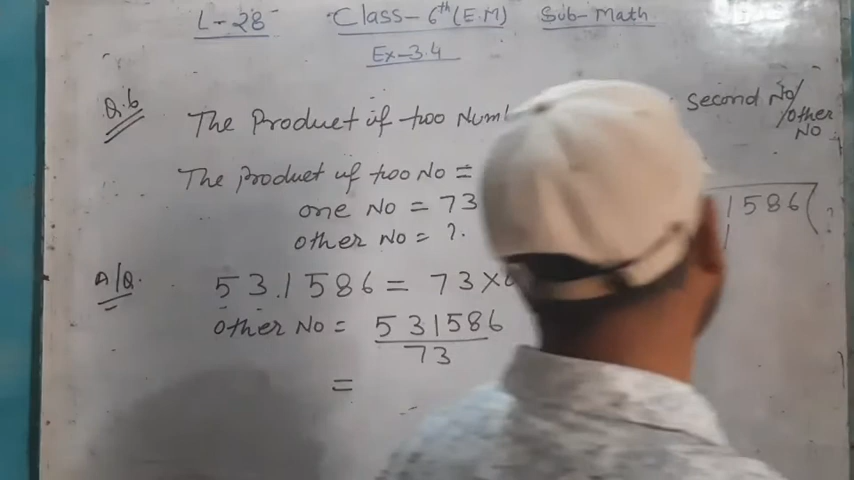 L-28 Class-6th (E.M) Sub-Math
Ex-3.4
Q.6 The Product of two Num Second No/
/other
No
The Product of two No =
one No = 73
1586(?
other No = ?.
A/Q. 531586 = 73×
other No = 531586
73
=